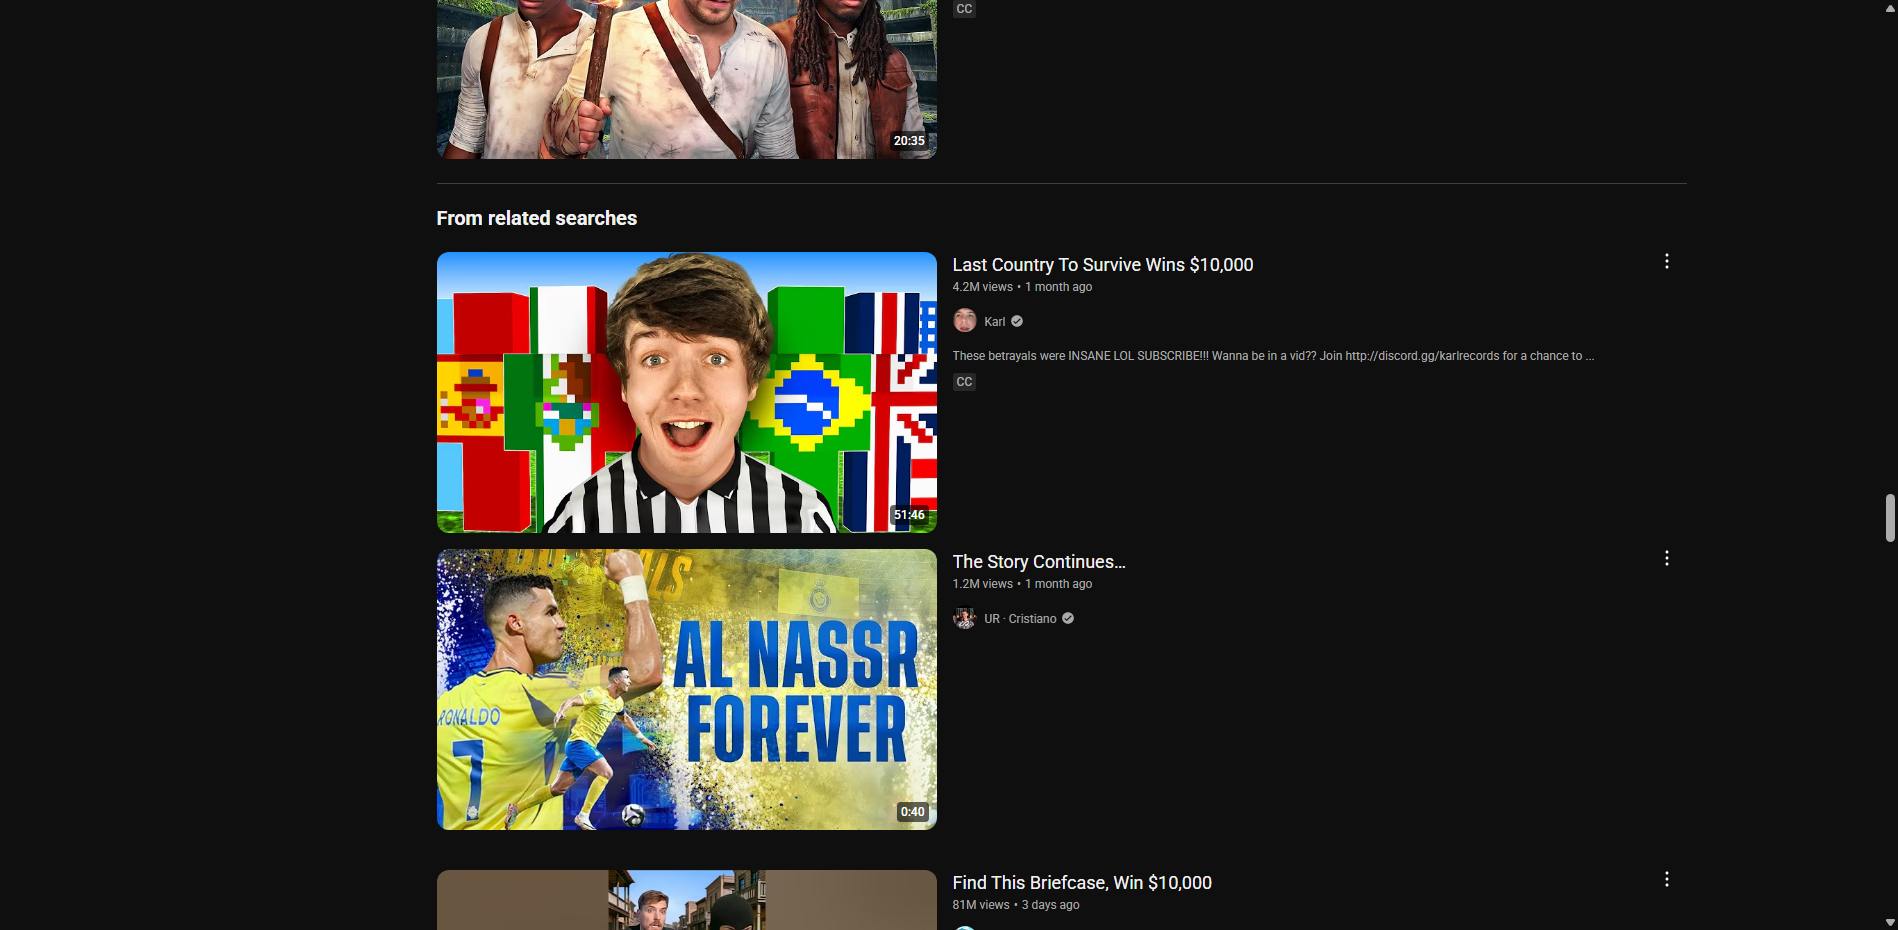 CC
20:35
From related searches
Last Country To Survive Wins $10,000
4.2M views • 1 month ago
Karl
These betrayals were INSANE LOL SUBSCRIBE!!! Wanna be in a vid?? Join http://discord.gg/karlrecords for a chance to ...
CC
51:46
The Story Continues...
1.2M views • 1 month ago
UR · Cristiano
AL NASSR
FOREVER
RONALDO
7
0:40
Find This Briefcase, Win $10,000
81M views • 3 days ago